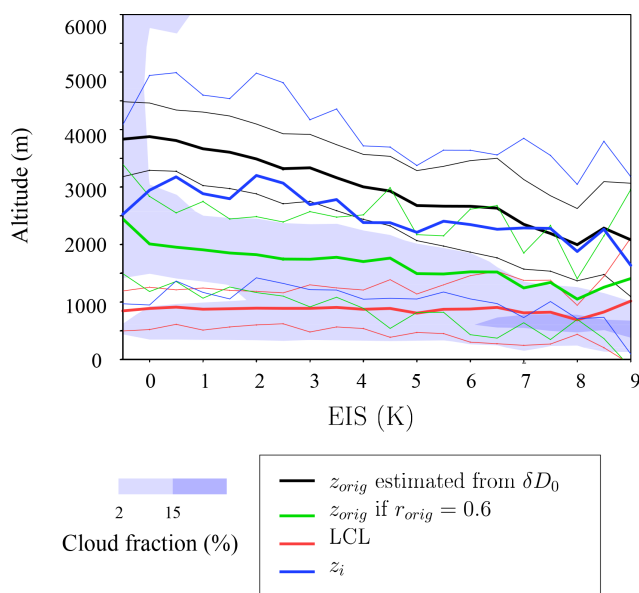 6000
5000
4000
3000
2000
1000
0
Altitude (m)
0 1 2 3 4 5 6 7 8 9
EIS (K)
2 15
Cloud fraction (%)
z_orig estimated from δD₀
z_orig if r_orig = 0.6
LCL
z_i